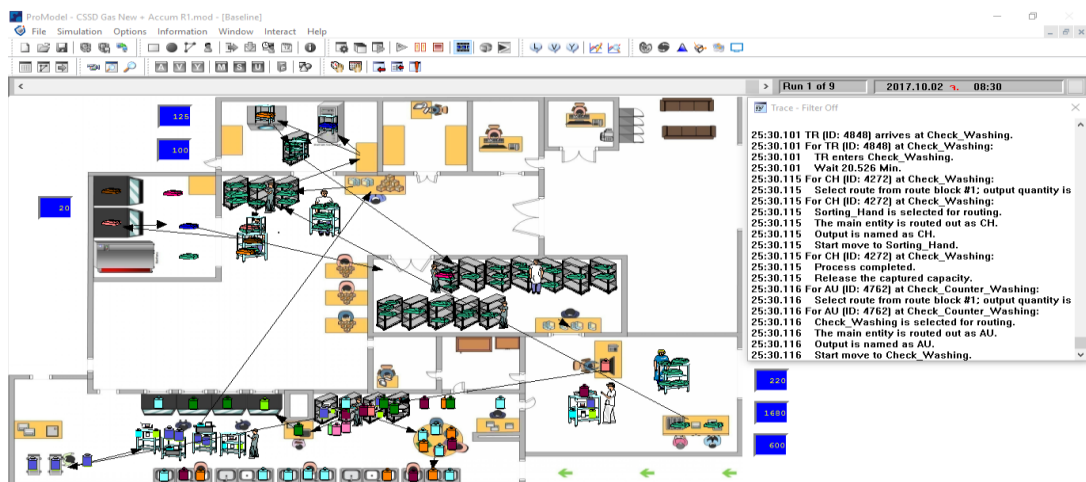 ProModel - CSSD Gas New + Accum R1.mod - [Baseline]
File Simulation Options Information Window Interact Help
Run 1 of 9
2017.10.02 ว. 08:30
Trace - Filter Off
125
100
20
25:30.101 TR (ID: 4848) arrives at Check_Washing.
25:30.101 For TR (ID: 4848) at Check_Washing:
25:30.101 TR enters Check_Washing.
25:30.101 Wait 20.526 Min.
25:30.115 For CH (ID: 4272) at Check_Washing:
25:30.115 Select route from route block #1; output quantity is
25:30.115 For CH (ID: 4272) at Check_Washing:
25:30.115 Sorting_Hand is selected for routing.
25:30.115 The main entity is routed out as CH.
25:30.115 Output is named as CH.
25:30.115 Start move to Sorting_Hand.
25:30.115 For CH (ID: 4272) at Check_Washing:
25:30.115 Process completed.
25:30.115 Release the captured capacity.
25:30.116 For AU (ID: 4762) at Check_Counter_Washing:
25:30.116 Select route from route block #1; output quantity is
25:30.116 For AU (ID: 4762) at Check_Counter_Washing:
25:30.116 Check_Washing is selected for routing.
25:30.116 The main entity is routed out as AU.
25:30.116 Output is named as AU.
25:30.116 Start move to Check_Washing.
220
1680
600